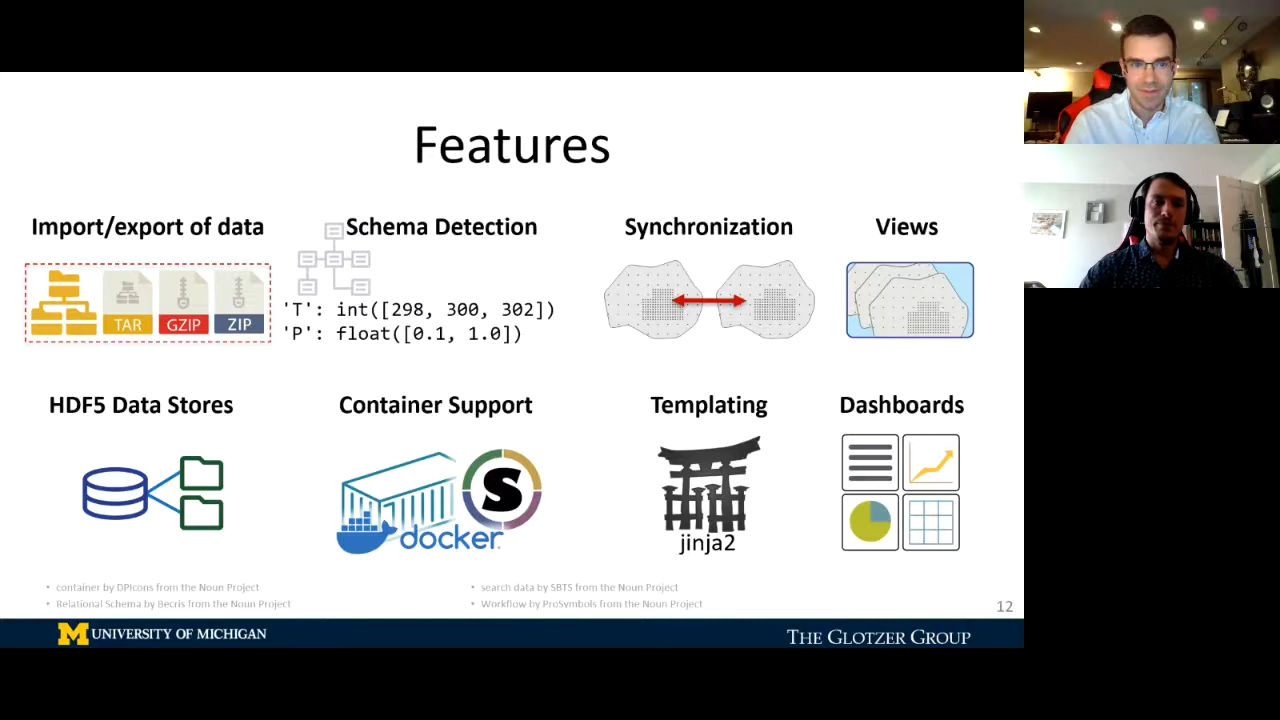 Features
Import/export of data
Schema Detection
Synchronization
Views
TAR
GZIP
ZIP
'T': int([298, 300, 302])
'P': float([0.1, 1.0])
HDF5 Data Stores
Container Support
Templating
Dashboards
S
docker
jinja2
• container by DPIcons from the Noun Project
• search data by SBTS from the Noun Project
• Relational Schema by Becris from the Noun Project
• Workflow by ProSymbols from the Noun Project
12
M UNIVERSITY OF MICHIGAN
THE GLOTZER GROUP